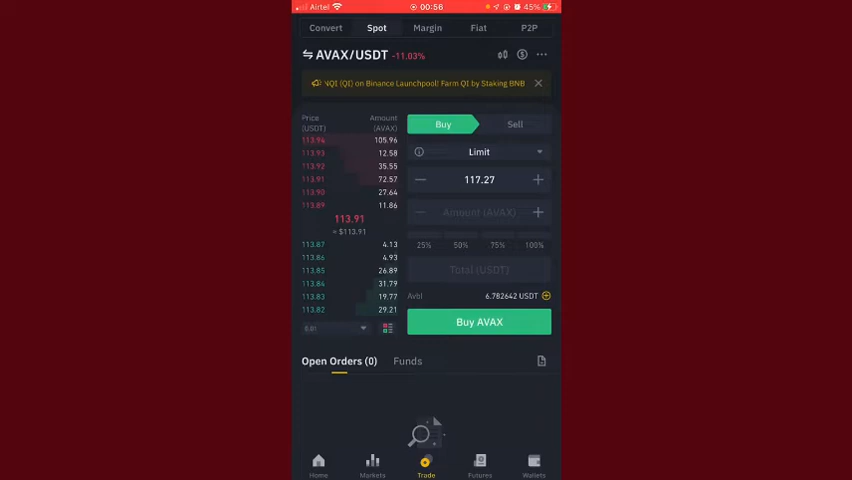 Airtel 00:56 45%
Convert Spot Margin Fiat P2P
AVAX/USDT -11.03%
NQI (QI) on Binance Launchpool! Farm QI by Staking BNB
Price (USDT) Amount (AVAX)
113.94 105.96
113.93 12.58
113.92 35.55
113.91 72.57
113.90 27.64
113.89 11.86
113.91
≈ $113.91
113.87 4.13
113.86 4.93
113.85 26.89
113.84 31.79
113.83 19.77
113.82 29.21
0.01
Buy Sell
Limit
117.27
Amount (AVAX)
25% 50% 75% 100%
Total (USDT)
Avbl 6.782642 USDT
Buy AVAX
Open Orders (0) Funds
Home Markets Trade Futures Wallets